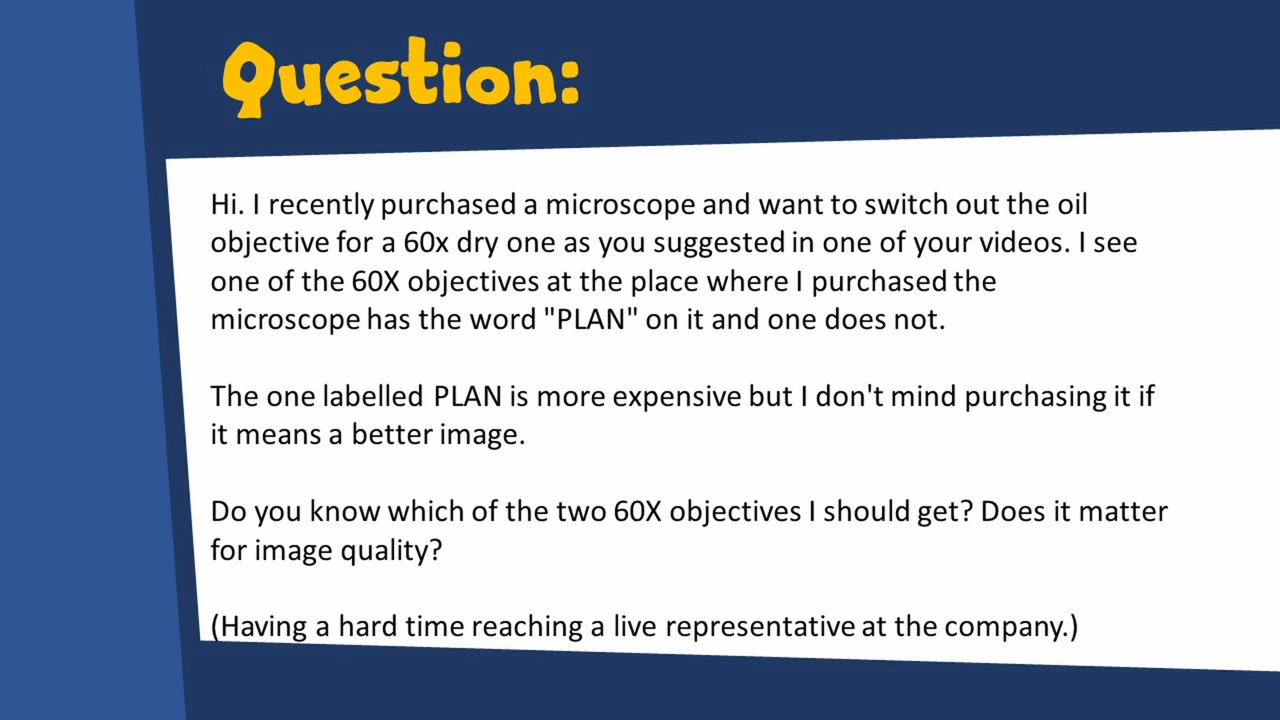 Question:
Hi. I recently purchased a microscope and want to switch out the oil
objective for a 60x dry one as you suggested in one of your videos. I see
one of the 60X objectives at the place where I purchased the
microscope has the word "PLAN" on it and one does not.
The one labelled PLAN is more expensive but I don't mind purchasing it if
it means a better image.
Do you know which of the two 60X objectives I should get? Does it matter
for image quality?
(Having a hard time reaching a live representative at the company.)